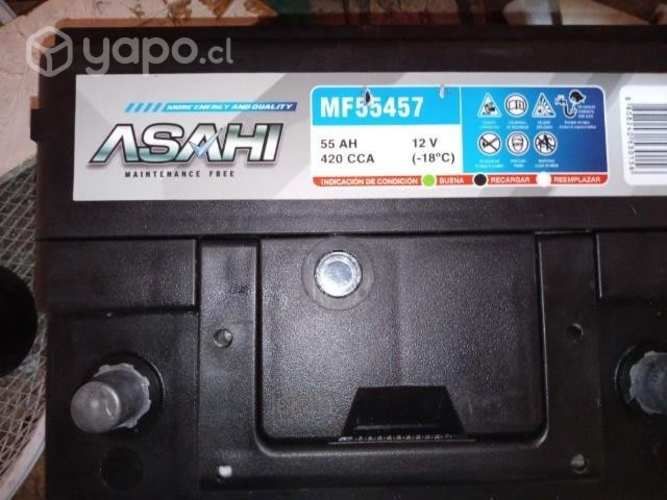 yapo.cl
MORE ENERGY AND QUALITY
ASAHI
MAINTENANCE FREE
MF55457
55 AH 12 V
420 CCA (-18°C)
INDICACIÓN DE CONDICIÓN BUENA RECARGAR REEMPLAZAR